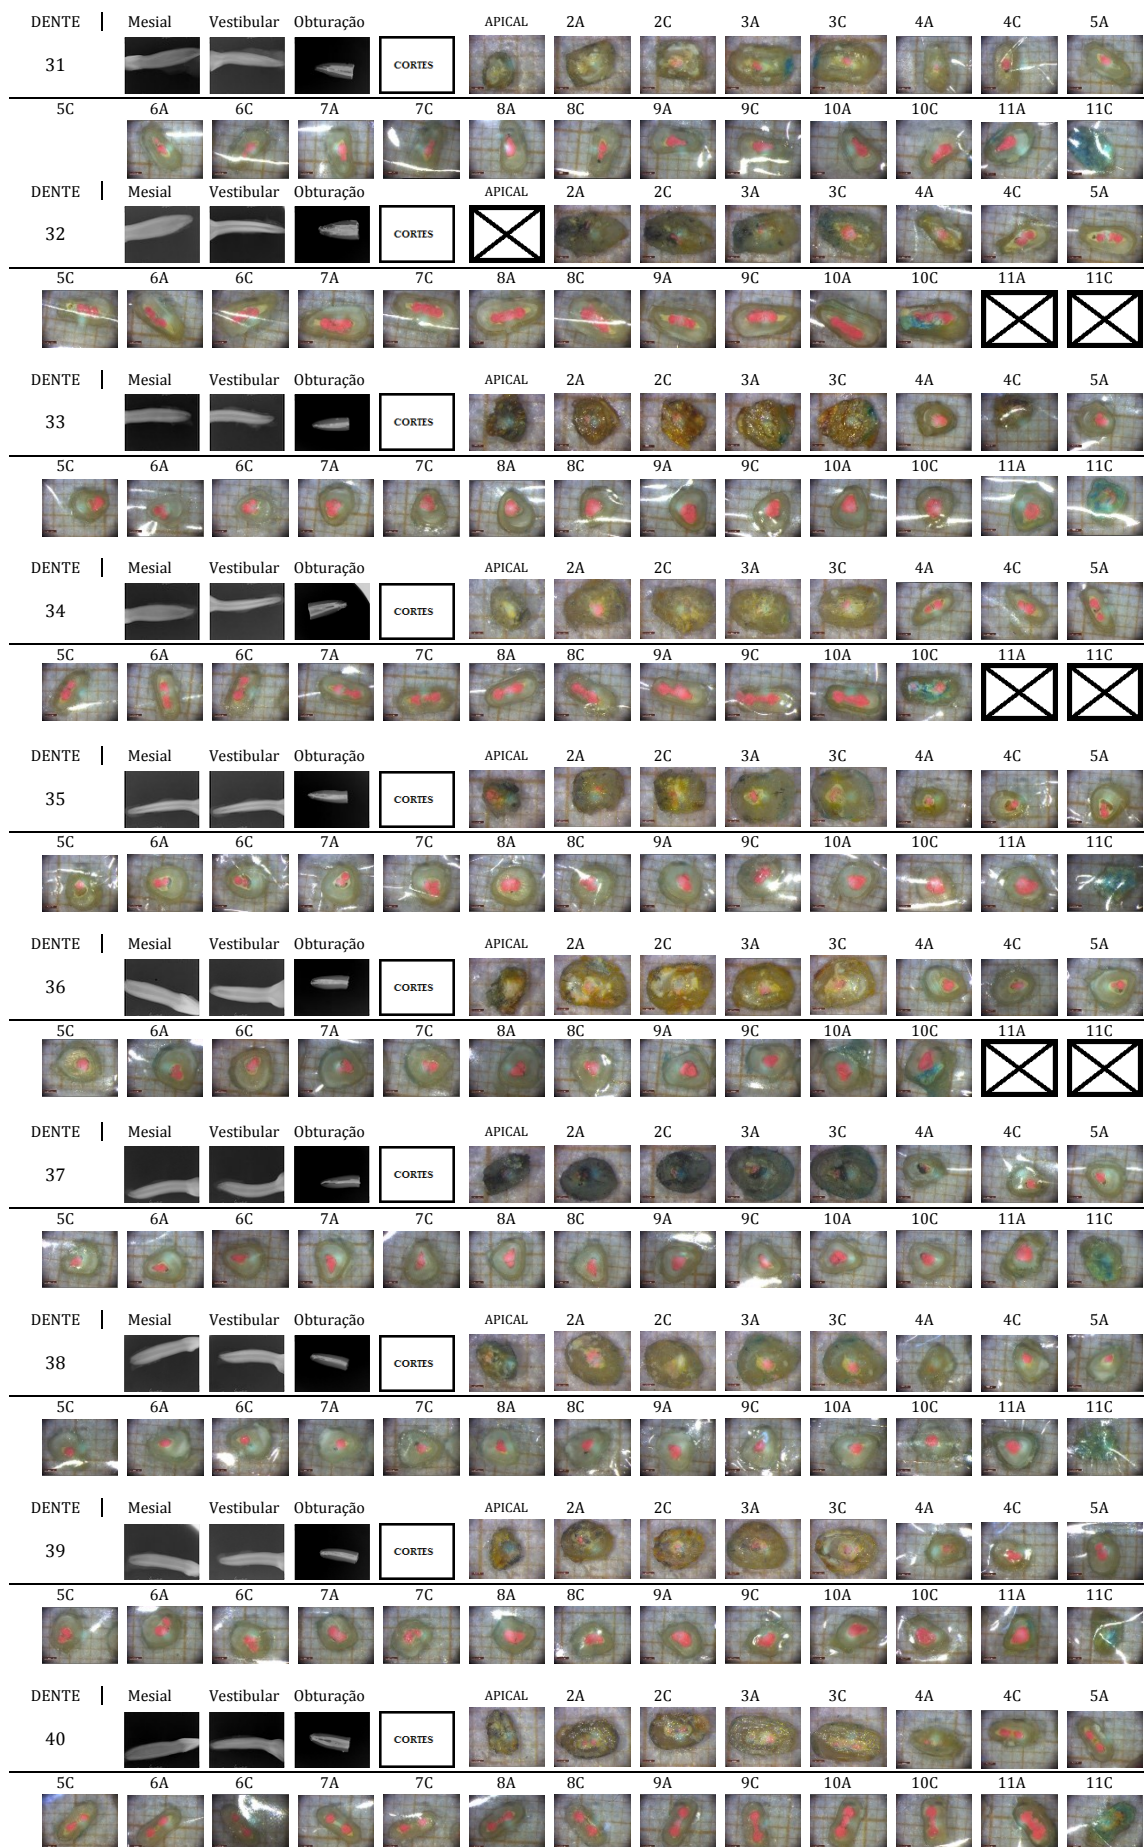 DENTE | Mesial Vestibular Obturação APICAL 2A 2C 3A 3C 4A 4C 5A
31 CORTES
5C 6A 6C 7A 7C 8A 8C 9A 9C 10A 10C 11A 11C
DENTE | Mesial Vestibular Obturação APICAL 2A 2C 3A 3C 4A 4C 5A
32 CORTES
5C 6A 6C 7A 7C 8A 8C 9A 9C 10A 10C 11A 11C
DENTE | Mesial Vestibular Obturação APICAL 2A 2C 3A 3C 4A 4C 5A
33 CORTES
5C 6A 6C 7A 7C 8A 8C 9A 9C 10A 10C 11A 11C
DENTE | Mesial Vestibular Obturação APICAL 2A 2C 3A 3C 4A 4C 5A
34 CORTES
5C 6A 6C 7A 7C 8A 8C 9A 9C 10A 10C 11A 11C
DENTE | Mesial Vestibular Obturação APICAL 2A 2C 3A 3C 4A 4C 5A
35 CORTES
5C 6A 6C 7A 7C 8A 8C 9A 9C 10A 10C 11A 11C
DENTE | Mesial Vestibular Obturação APICAL 2A 2C 3A 3C 4A 4C 5A
36 CORTES
5C 6A 6C 7A 7C 8A 8C 9A 9C 10A 10C 11A 11C
DENTE | Mesial Vestibular Obturação APICAL 2A 2C 3A 3C 4A 4C 5A
37 CORTES
5C 6A 6C 7A 7C 8A 8C 9A 9C 10A 10C 11A 11C
DENTE | Mesial Vestibular Obturação APICAL 2A 2C 3A 3C 4A 4C 5A
38 CORTES
5C 6A 6C 7A 7C 8A 8C 9A 9C 10A 10C 11A 11C
DENTE | Mesial Vestibular Obturação APICAL 2A 2C 3A 3C 4A 4C 5A
39 CORTES
5C 6A 6C 7A 7C 8A 8C 9A 9C 10A 10C 11A 11C
DENTE | Mesial Vestibular Obturação APICAL 2A 2C 3A 3C 4A 4C 5A
40 CORTES
5C 6A 6C 7A 7C 8A 8C 9A 9C 10A 10C 11A 11C